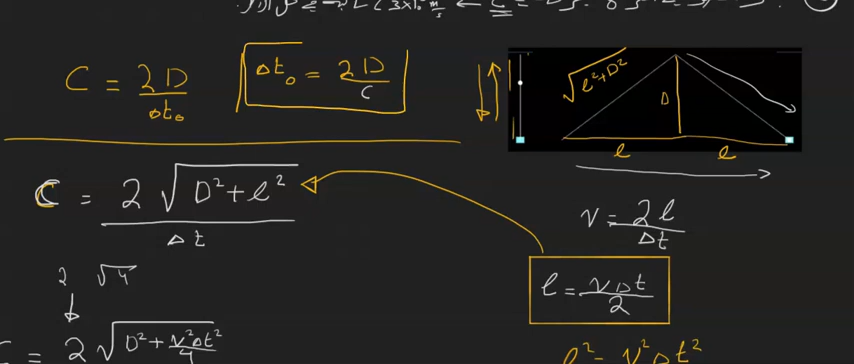 C = 2D / Δt₀
Δt₀ = 2D / C
√(l²+D²)
D
l l
C = 2√(D²+l²) / Δt
v = 2l / Δt
l = vΔt / 2
2 √4
= 2√(D² + v²Δt²/4)
l² = v²Δt²